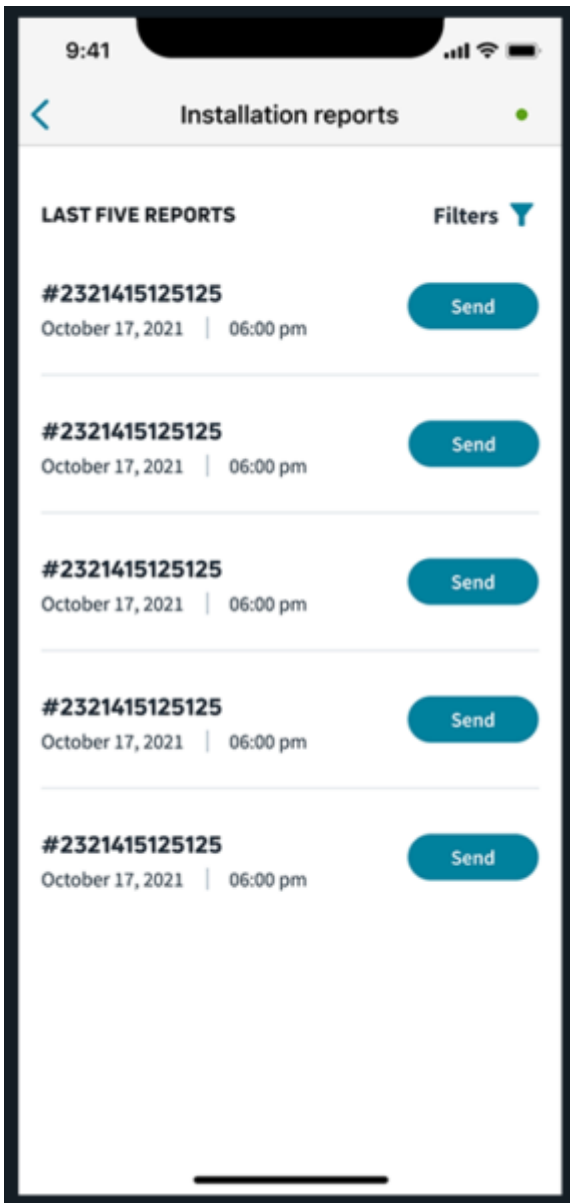 9:41
Installation reports
LAST FIVE REPORTS Filters
#2321415125125
Send
October 17, 2021 06:00 pm
#2321415125125
Send
October 17, 2021 06:00 pm
#2321415125125
Send
October 17, 2021 06:00 pm
#2321415125125
Send
October 17, 2021 06:00 pm
#2321415125125
Send
October 17, 2021 06:00 pm